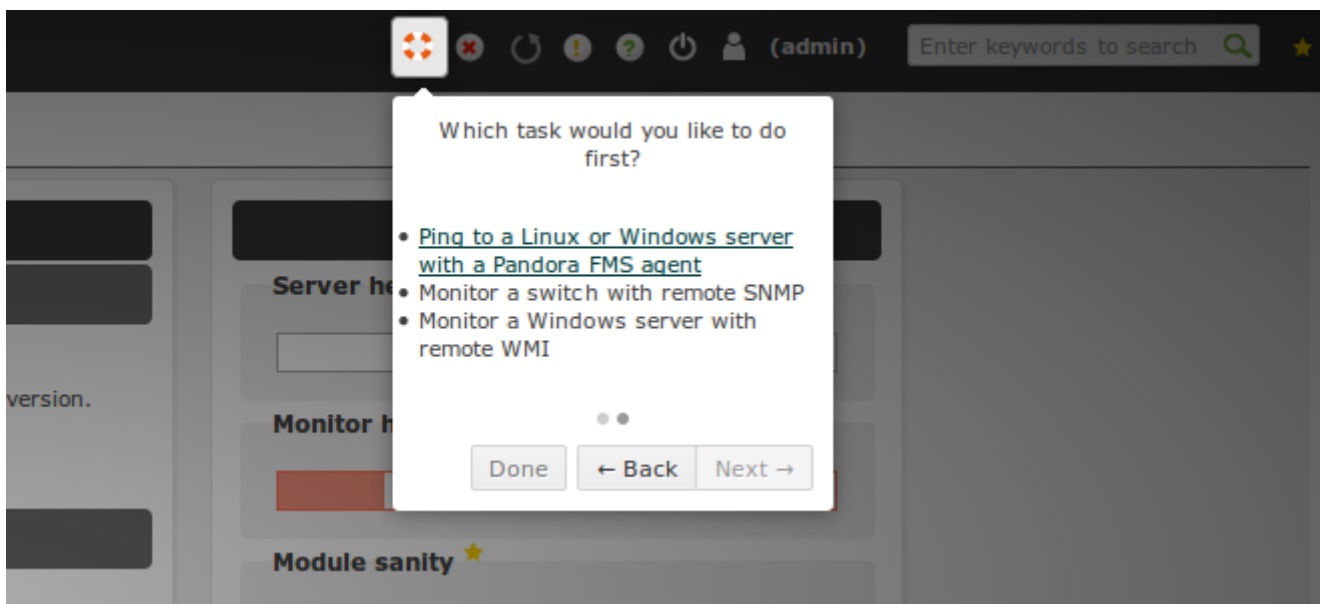 (admin)
Enter keywords to search
Which task would you like to do
first?
Ping to a Linux or Windows server
with a Pandora FMS agent
Monitor a switch with remote SNMP
Monitor a Windows server with
remote WMI
Done
← Back
Next →
Server he
version.
Monitor h
Module sanity